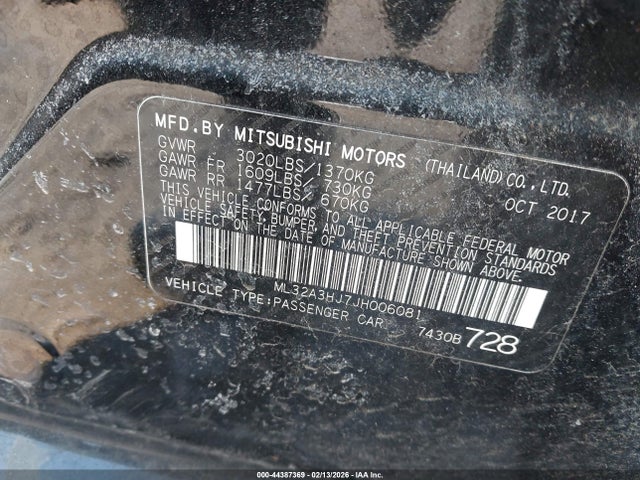 MFD.BY MITSUBISHI MOTORS (THAILAND)CO.,LTD.
GVWR 3020LBS/1370KG OCT 2017
GAWR FR 1609LBS/ 730KG
GAWR RR 1477LBS/ 670KG
THIS VEHICLE CONFORMS TO ALL APPLICABLE FEDERAL MOTOR
VEHICLE SAFETY, BUMPER, AND THEFT PREVENTION STANDARDS
IN EFFECT ON THE DATE OF MANUFACTURE SHOWN ABOVE.
ML32A3HJ7JH006081
VEHICLE TYPE:PASSENGER CAR 7430B 728
000-44387369 - 02/13/2026 - IAA Inc.